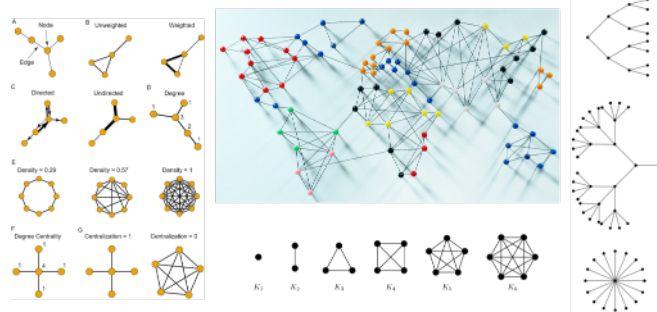 A
Node
Edge
B
Unweighted
Weighted
C
Directed
Undirected
D
Degree
1
1
3
2
1
E
Density = 0.29
Density = 0.57
Density = 1
F
Degree Centrality
1
1
4
1
1
G
Centralization = 1
Centralization = 0
K₁
K₂
K₃
K₄
K₅
K₆